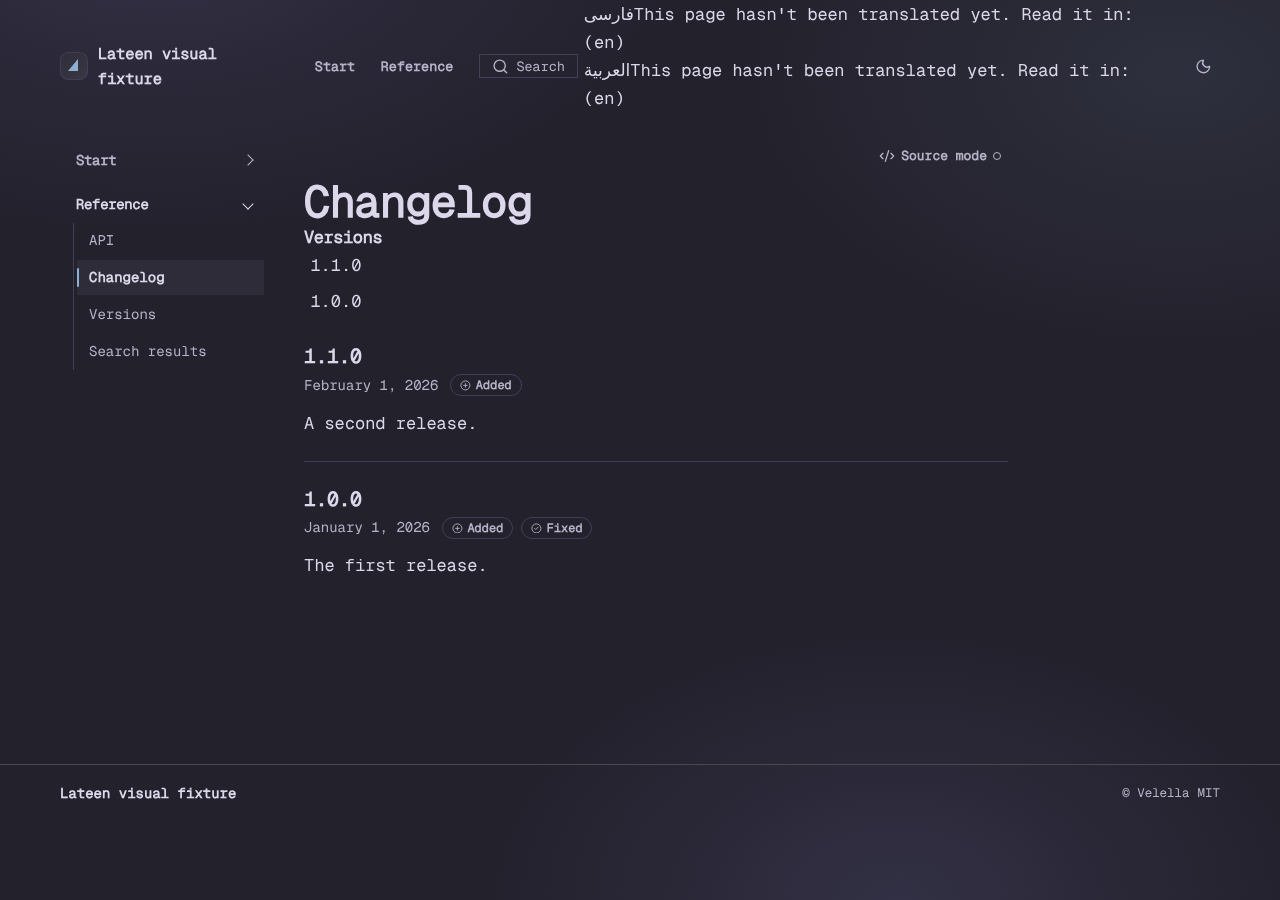 Lateen visual
fixture
Start
Reference
Search
فارسیThis page hasn't been translated yet. Read it in:
(en)
العربيةThis page hasn't been translated yet. Read it in:
(en)
Start
Reference
API
Changelog
Versions
Search results
Source mode
Changelog
Versions
1.1.0
1.0.0
1.1.0
February 1, 2026 Added
A second release.
1.0.0
January 1, 2026 Added Fixed
The first release.
Lateen visual fixture
© Velella MIT